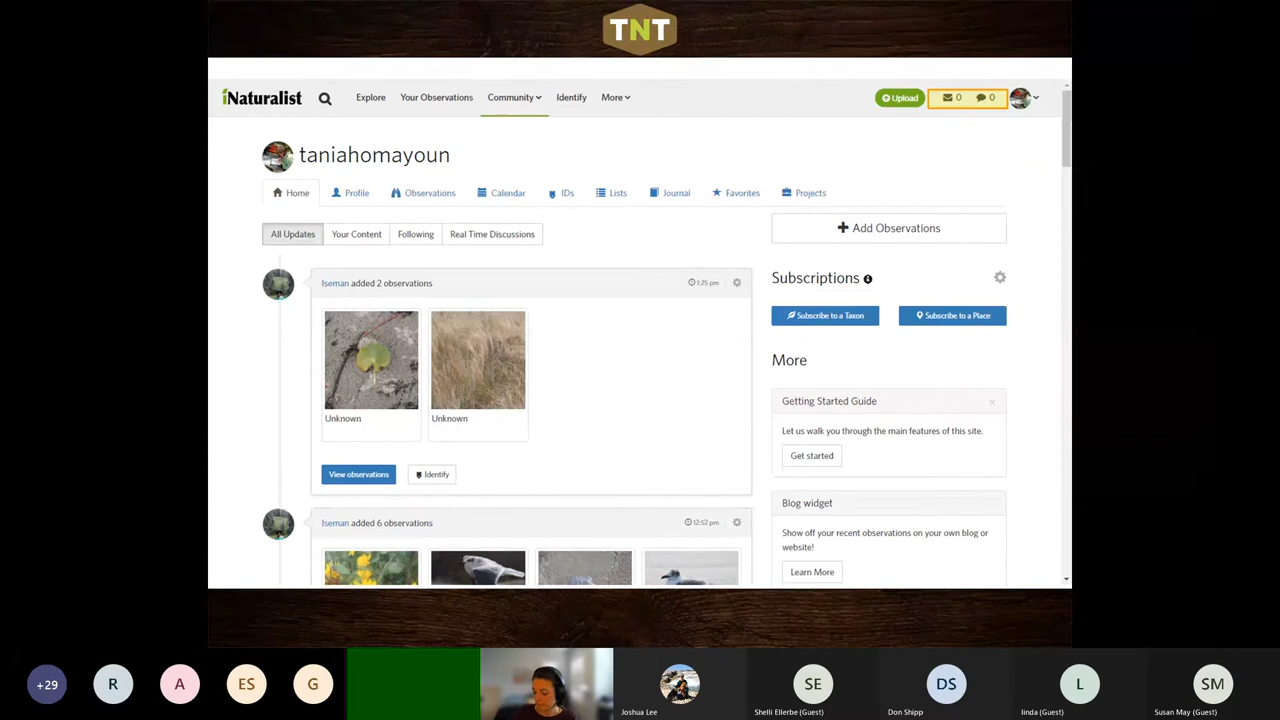 TNT
iNaturalist Explore Your Observations Community Identify More Upload 0 0
taniahomayoun
Home Profile Observations Calendar IDs Lists Journal Favorites Projects
All Updates Your Content Following Real Time Discussions
Add Observations
Iseman added 2 observations 1:25 pm
Unknown Unknown
View observations Identify
Iseman added 6 observations 12:52 pm
Subscriptions
Subscribe to a Taxon Subscribe to a Place
More
Getting Started Guide ×
Let us walk you through the main features of this site.
Get started
Blog widget
Show off your recent observations on your own blog or
website!
Learn More
+29 R A ES G SE DS L SM
Joshua Lee Shelli Ellerbe (Guest) Don Shipp linda (Guest) Susan May (Guest)